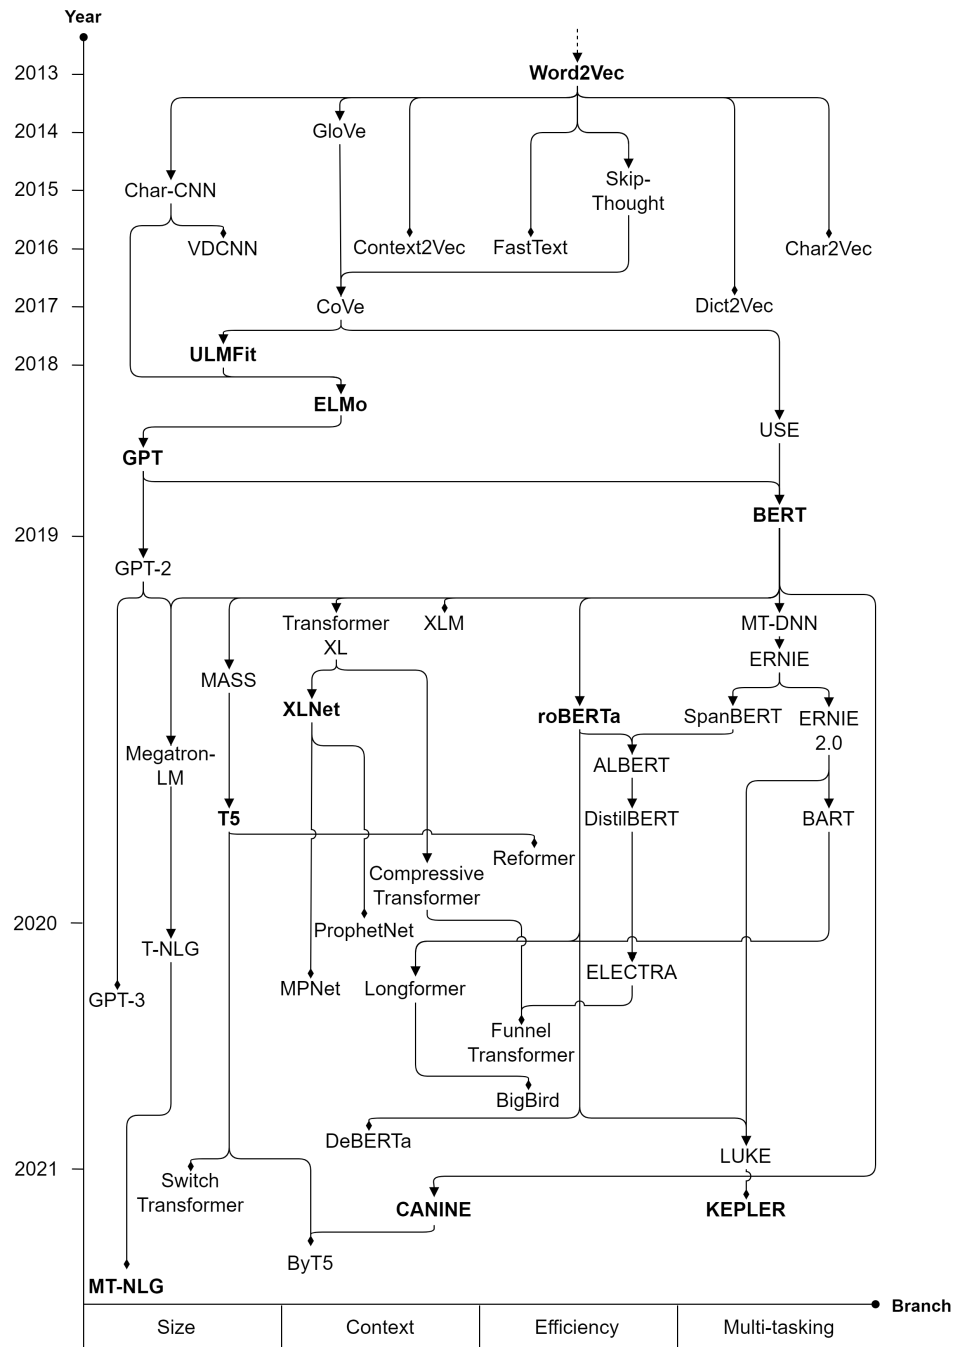 Year
2013
Word2Vec
2014
GloVe
2015
Char-CNN
Skip-
Thought
2016
VDCNN
Context2Vec
FastText
Char2Vec
2017
CoVe
Dict2Vec
ULMFit
2018
ELMo
USE
GPT
BERT
2019
GPT-2
Transformer
XL
XLM
MT-DNN
ERNIE
MASS
XLNet
roBERTa
SpanBERT
ERNIE
2.0
Megatron-
LM
ALBERT
T5
DistilBERT
BART
Reformer
Compressive
Transformer
2020
ProphetNet
T-NLG
ELECTRA
GPT-3
MPNet
Longformer
Funnel
Transformer
BigBird
DeBERTa
LUKE
2021
Switch
Transformer
CANINE
KEPLER
ByT5
MT-NLG
Branch
Size
Context
Efficiency
Multi-tasking